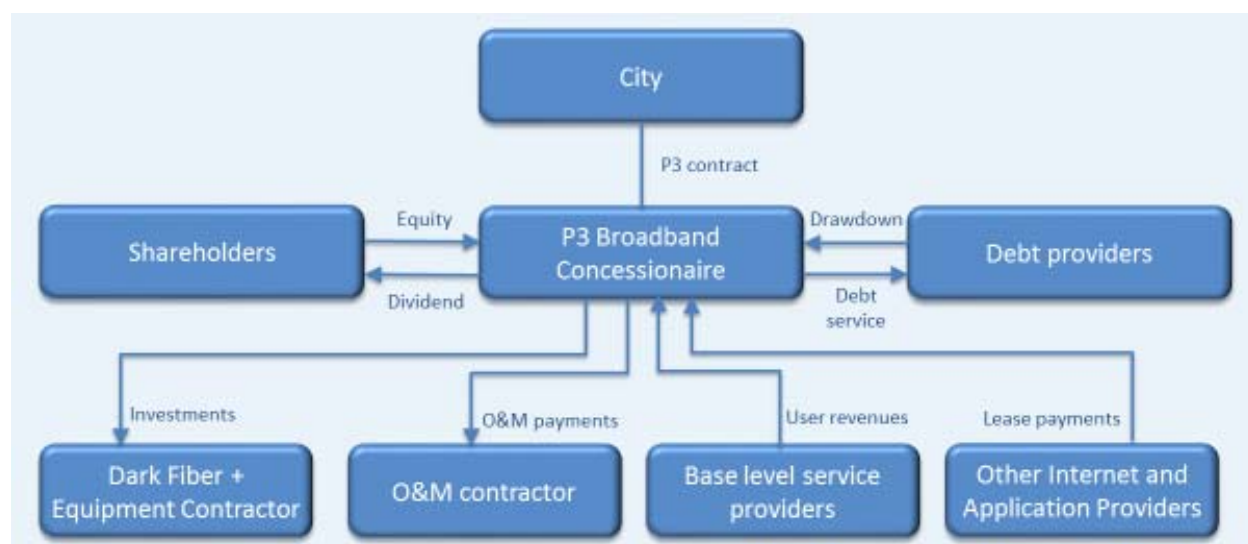 City
P3 contract
Shareholders
Equity
Dividend
P3 Broadband
Concessionaire
Drawdown
Debt
service
Debt providers
Investments
O&M payments
User revenues
Lease payments
Dark Fiber +
Equipment Contractor
O&M contractor
Base level service
providers
Other Internet and
Application Providers